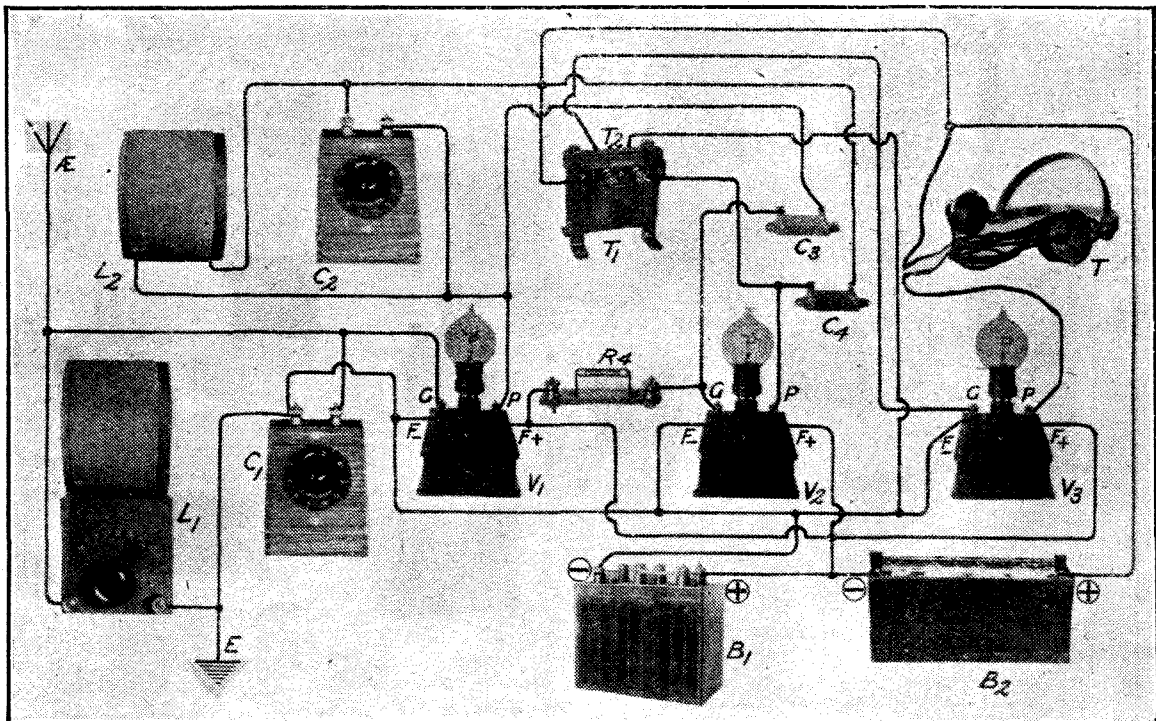 Æ
L2
C2
T2
T1
C3
C4
T
L1
C1
E
G
P
E
F+
V1
R4
G
P
E
F+
V2
G
P
E
F+
V3
−
+
B1
−
+
B2